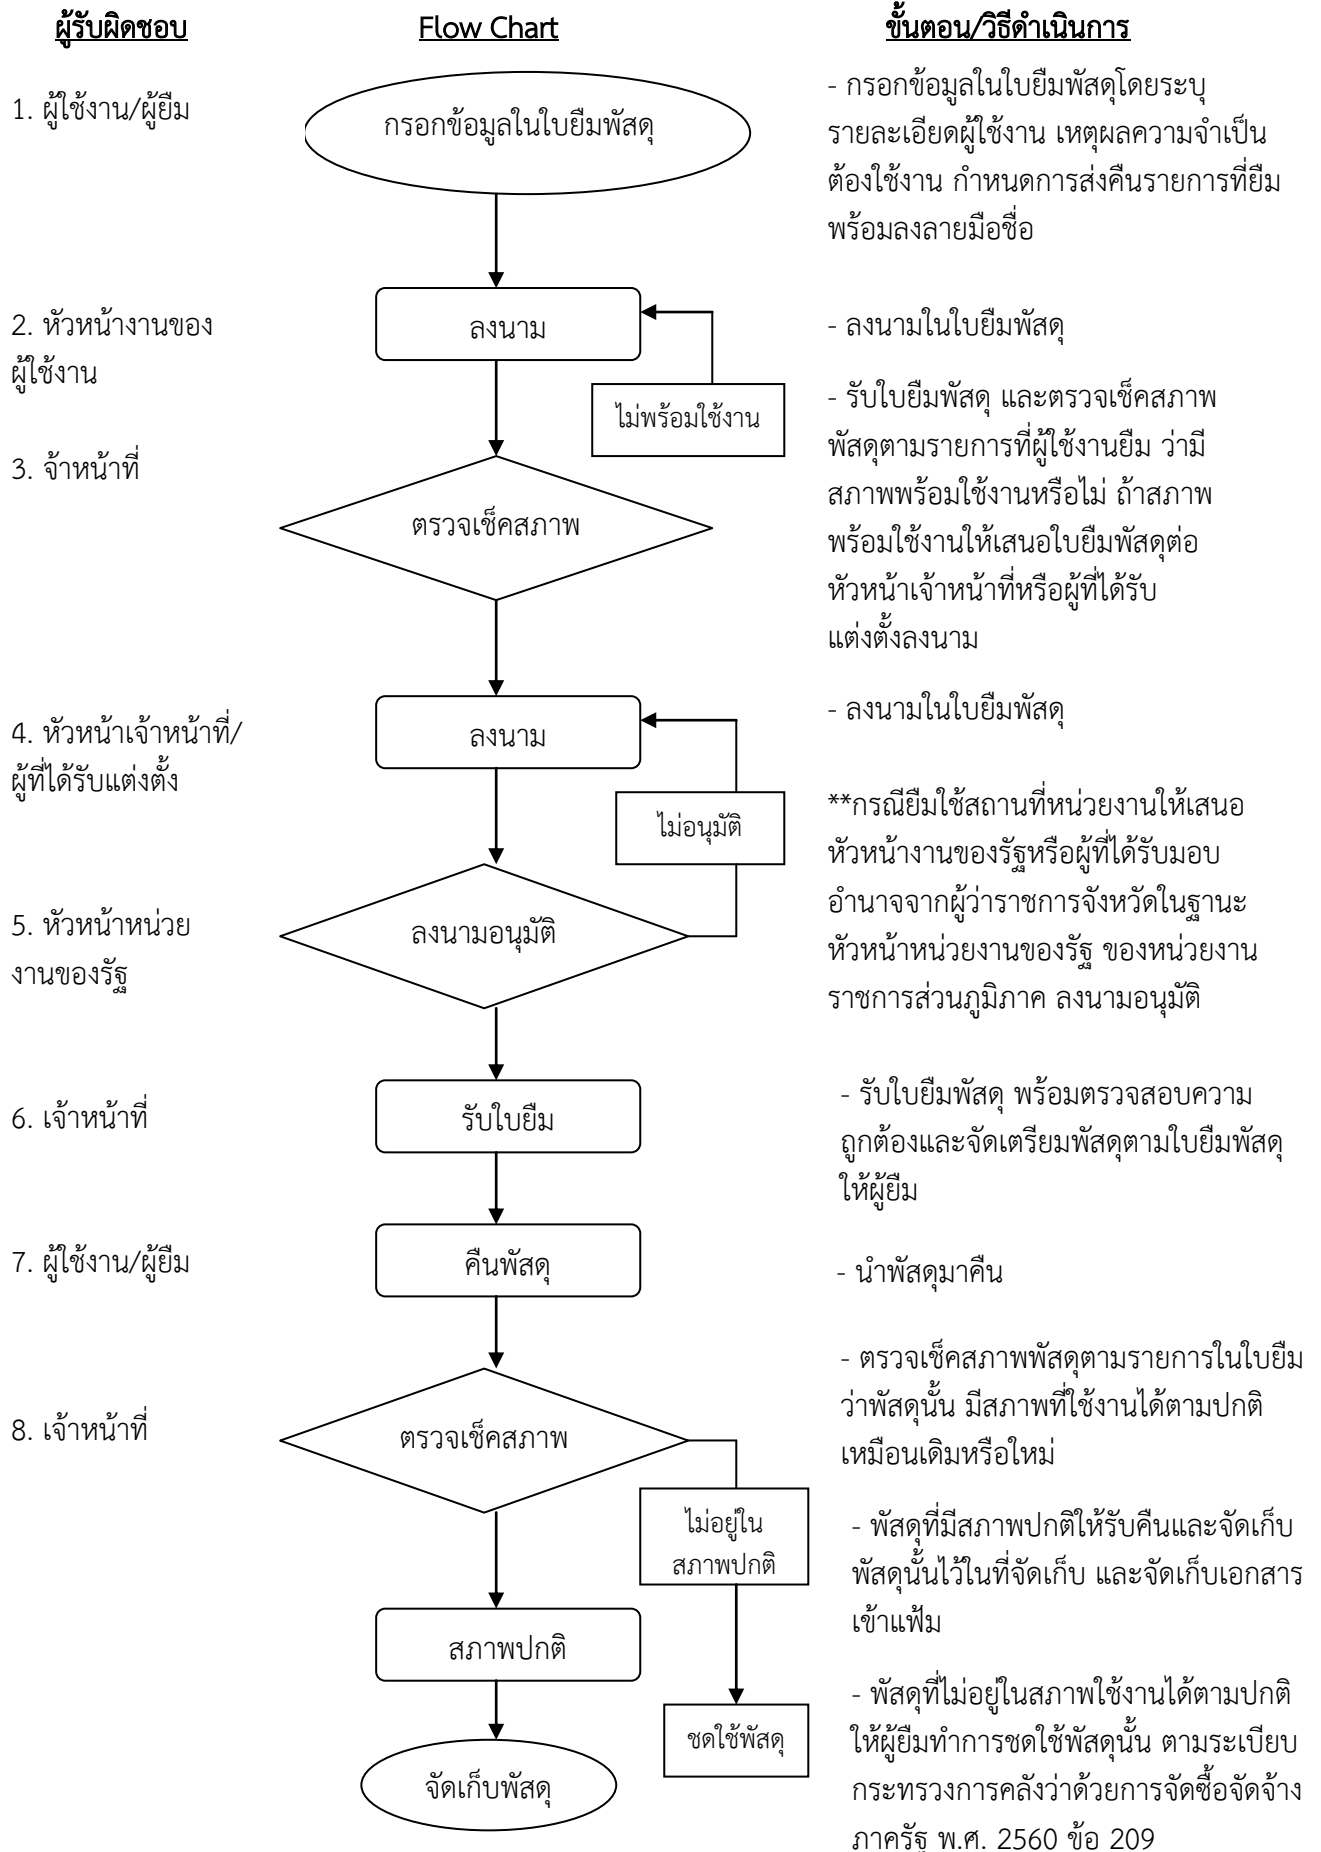 ผู้รับผิดชอบ
Flow Chart
ขั้นตอน/วิธีดำเนินการ
1. ผู้ใช้งาน/ผู้ยืม
กรอกข้อมูลในใบยืมพัสดุ
- กรอกข้อมูลในใบยืมพัสดุโดยระบุ
รายละเอียดผู้ใช้งาน เหตุผลความจำเป็น
ต้องใช้งาน กำหนดการส่งคืนรายการที่ยืม
พร้อมลงลายมือชื่อ
2. หัวหน้างานของ
ผู้ใช้งาน
ลงนาม
ไม่พร้อมใช้งาน
- ลงนามในใบยืมพัสดุ
3. จ้าหน้าที่
ตรวจเช็คสภาพ
- รับใบยืมพัสดุ และตรวจเช็คสภาพ
พัสดุตามรายการที่ผู้ใช้งานยืม ว่ามี
สภาพพร้อมใช้งานหรือไม่ ถ้าสภาพ
พร้อมใช้งานให้เสนอใบยืมพัสดุต่อ
หัวหน้าเจ้าหน้าที่หรือผู้ที่ได้รับ
แต่งตั้งลงนาม
4. หัวหน้าเจ้าหน้าที่/
ผู้ที่ได้รับแต่งตั้ง
ลงนาม
ไม่อนุมัติ
- ลงนามในใบยืมพัสดุ
5. หัวหน้าหน่วย
งานของรัฐ
ลงนามอนุมัติ
**กรณียืมใช้สถานที่หน่วยงานให้เสนอ
หัวหน้างานของรัฐหรือผู้ที่ได้รับมอบ
อำนาจจากผู้ว่าราชการจังหวัดในฐานะ
หัวหน้าหน่วยงานของรัฐ ของหน่วยงาน
ราชการส่วนภูมิภาค ลงนามอนุมัติ
6. เจ้าหน้าที่
รับใบยืม
- รับใบยืมพัสดุ พร้อมตรวจสอบความ
ถูกต้องและจัดเตรียมพัสดุตามใบยืมพัสดุ
ให้ผู้ยืม
7. ผู้ใช้งาน/ผู้ยืม
คืนพัสดุ
- นำพัสดุมาคืน
8. เจ้าหน้าที่
ตรวจเช็คสภาพ
- ตรวจเช็คสภาพพัสดุตามรายการในใบยืม
ว่าพัสดุนั้น มีสภาพที่ใช้งานได้ตามปกติ
เหมือนเดิมหรือใหม่
ไม่อยู่ใน
สภาพปกติ
- พัสดุที่มีสภาพปกติให้รับคืนและจัดเก็บ
พัสดุนั้นไว้ในที่จัดเก็บ และจัดเก็บเอกสาร
เข้าแฟ้ม
สภาพปกติ
ชดใช้พัสดุ
จัดเก็บพัสดุ
- พัสดุที่ไม่อยู่ในสภาพใช้งานได้ตามปกติ
ให้ผู้ยืมทำการชดใช้พัสดุนั้น ตามระเบียบ
กระทรวงการคลังว่าด้วยการจัดซื้อจัดจ้าง
ภาครัฐ พ.ศ. 2560 ข้อ 209